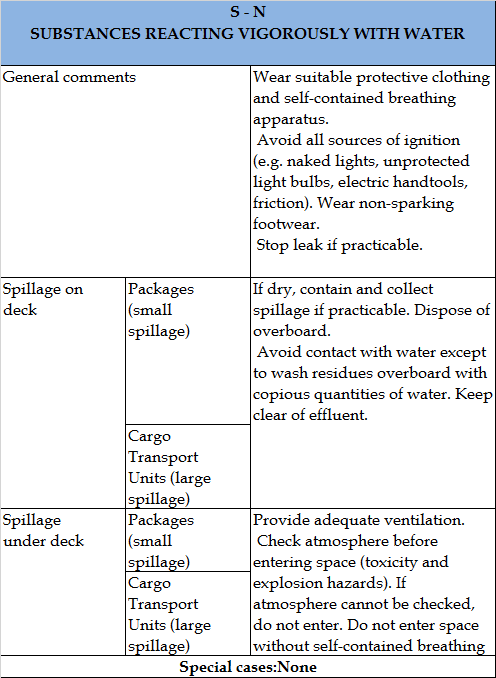 S - N
SUBSTANCES REACTING VIGOROUSLY WITH WATER
General comments
Wear suitable protective clothing
and self-contained breathing
apparatus.
Avoid all sources of ignition
(e.g. naked lights, unprotected
light bulbs, electric handtools,
friction). Wear non-sparking
footwear.
Stop leak if practicable.
Spillage on
deck
Packages
(small
spillage)
If dry, contain and collect
spillage if practicable. Dispose of
overboard.
Avoid contact with water except
to wash residues overboard with
copious quantities of water. Keep
clear of effluent.
Cargo
Transport
Units (large
spillage)
Spillage
under deck
Packages
(small
spillage)
Provide adequate ventilation.
Check atmosphere before
entering space (toxicity and
explosion hazards). If
atmosphere cannot be checked,
do not enter. Do not enter space
without self-contained breathing
Cargo
Transport
Units (large
spillage)
Special cases:None